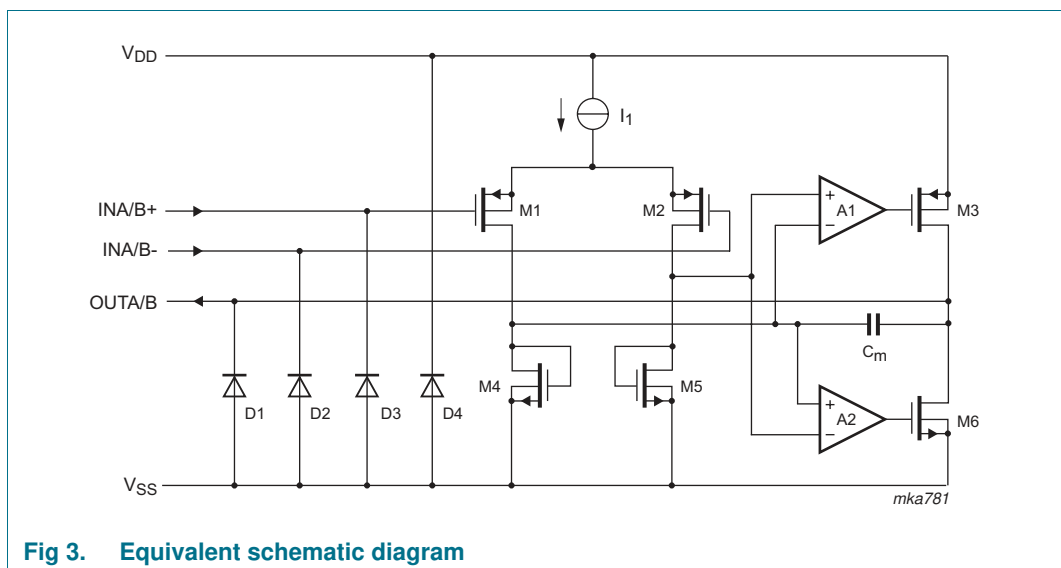 VDD
I1
INA/B+
M1
M2
+
A1
−
M3
INA/B-
OUTA/B
Cm
D1
D2
D3
D4
M4
M5
+
A2
−
M6
VSS
mka781
Fig 3. Equivalent schematic diagram